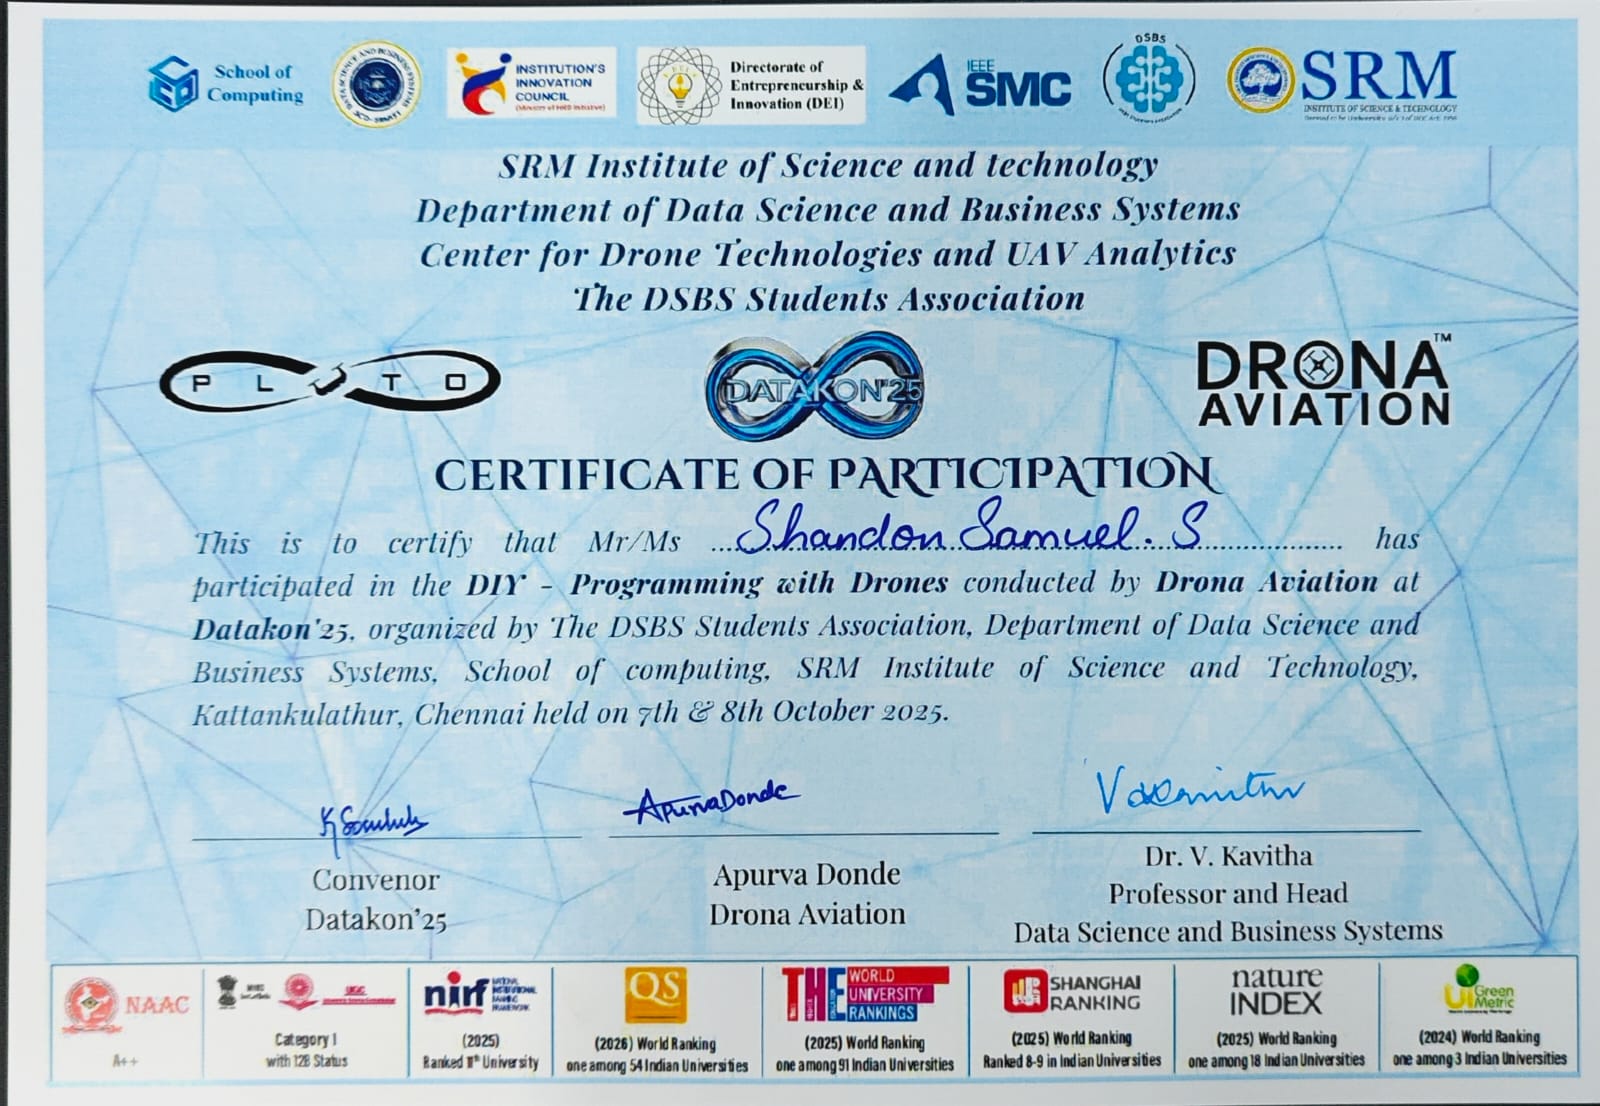 School of
Computing
INSTITUTION'S
INNOVATION
COUNCIL
(Ministry of HRD Initiative)
Directorate of
Entrepreneurship &
Innovation (DEI)
IEEE
SMC
DSBS
SRM
INSTITUTE OF SCIENCE & TECHNOLOGY
SRM Institute of Science and technology
Department of Data Science and Business Systems
Center for Drone Technologies and UAV Analytics
The DSBS Students Association
PLUTO
DATAKON'25
DRONA™
AVIATION
CERTIFICATE OF PARTICIPATION
This is to certify that Mr/Ms ...Shandon Samuel. S................... has
participated in the DIY - Programming with Drones conducted by Drona Aviation at
Datakon'25, organized by The DSBS Students Association, Department of Data Science and
Business Systems, School of computing, SRM Institute of Science and Technology,
Kattankulathur, Chennai held on 7th & 8th October 2025.
Apurva Donde
Convenor
Datakon'25
Apurva Donde
Drona Aviation
Dr. V. Kavitha
Professor and Head
Data Science and Business Systems
NAAC
A++
Category I
with 12B Status
nirf
(2025)
Ranked 11th University
QS
(2026) World Ranking
one among 54 Indian Universities
THE
WORLD
UNIVERSITY
RANKINGS
(2025) World Ranking
one among 91 Indian Universities
SHANGHAI
RANKING
(2025) World Ranking
Ranked 8-9 in Indian Universities
nature
INDEX
(2025) World Ranking
one among 18 Indian Universities
UI Green
Metric
(2024) World Ranking
one among 3 Indian Universities